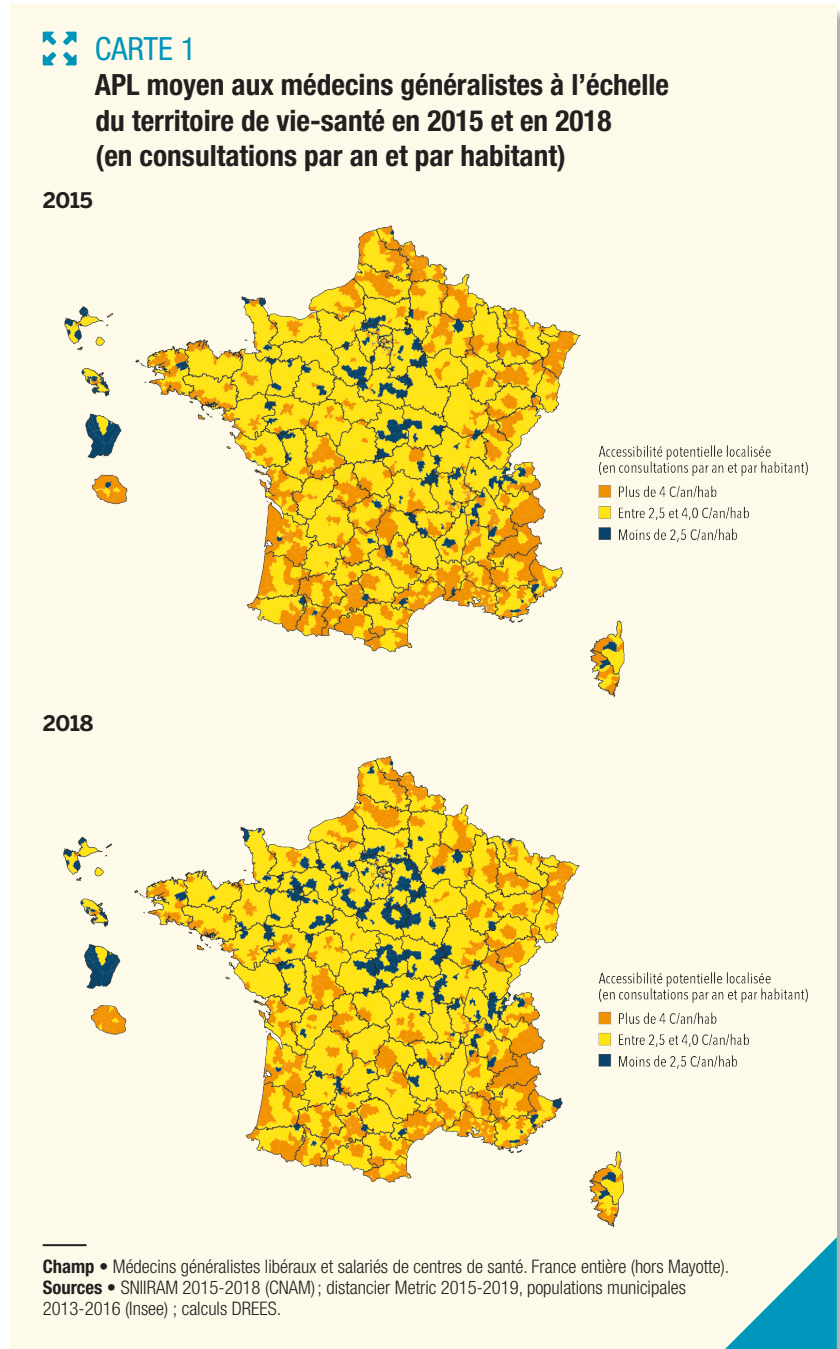 CARTE 1
APL moyen aux médecins généralistes à l’échelle
du territoire de vie-santé en 2015 et en 2018
(en consultations par an et par habitant)
2015
Accessibilité potentielle localisée
(en consultations par an et par habitant)
Plus de 4 C/an/hab
Entre 2,5 et 4,0 C/an/hab
Moins de 2,5 C/an/hab
2018
Accessibilité potentielle localisée
(en consultations par an et par habitant)
Plus de 4 C/an/hab
Entre 2,5 et 4,0 C/an/hab
Moins de 2,5 C/an/hab
Champ • Médecins généralistes libéraux et salariés de centres de santé. France entière (hors Mayotte).
Sources • SNIIRAM 2015-2018 (CNAM) ; distancier Metric 2015-2019, populations municipales
2013-2016 (Insee) ; calculs DREES.